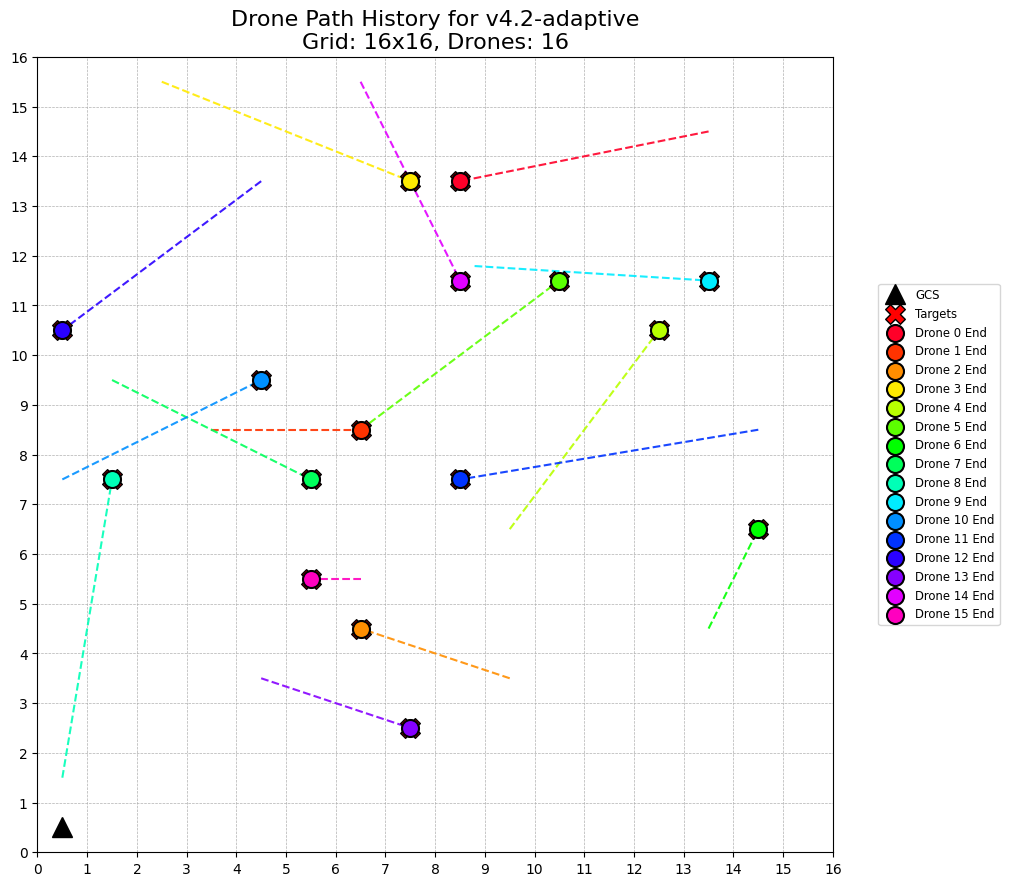 Drone Path History for v4.2-adaptive
Grid: 16x16, Drones: 16
16
15
14
13
12
11
10
9
8
7
6
5
4
3
2
1
0
0 1 2 3 4 5 6 7 8 9 10 11 12 13 14 15 16
GCS
Targets
Drone 0 End
Drone 1 End
Drone 2 End
Drone 3 End
Drone 4 End
Drone 5 End
Drone 6 End
Drone 7 End
Drone 8 End
Drone 9 End
Drone 10 End
Drone 11 End
Drone 12 End
Drone 13 End
Drone 14 End
Drone 15 End